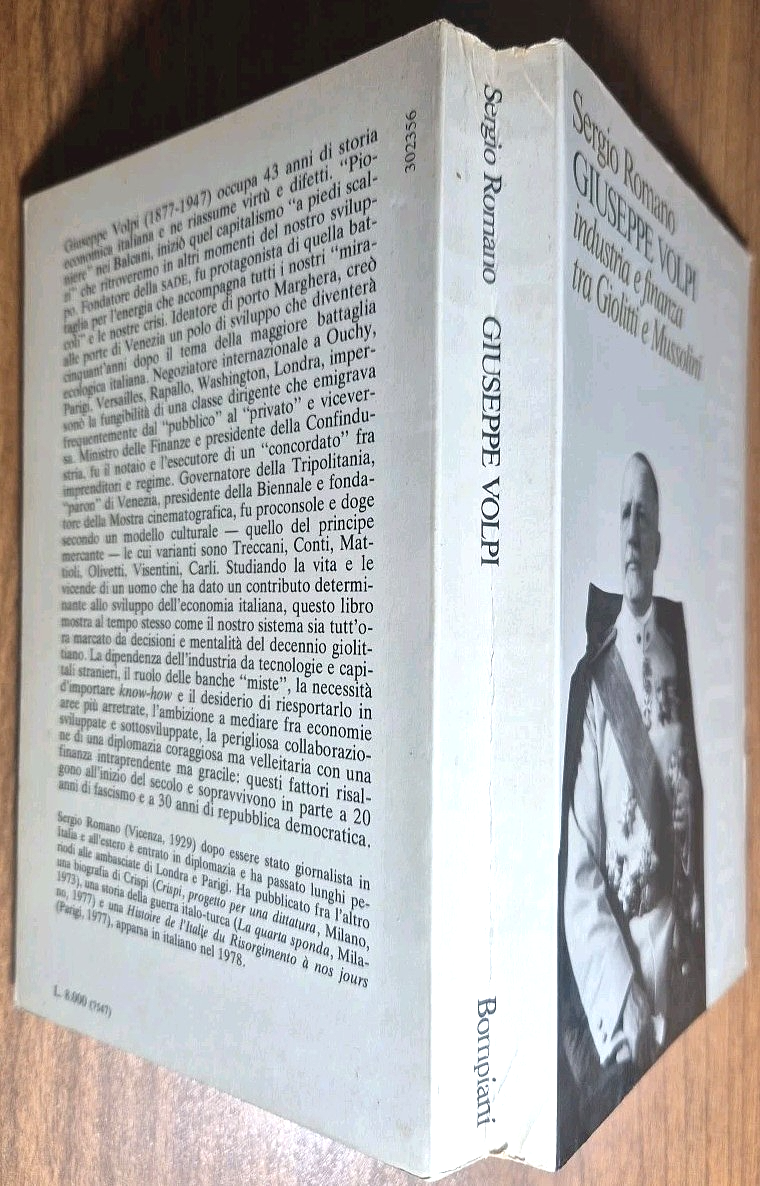 302356
Giuseppe Volpi (1877-1947) occupa 43 anni di storia
economica italiana e ne riassume virtù e difetti. “Pio-
niere” nei Balcani, iniziò quel capitalismo “a piedi scal-
zi” che ritroveremo in altri momenti del nostro svilup-
po. Fondatore della SADE, fu protagonista di quella bat-
taglia per l'energia che accompagna tutti i nostri “mira-
coli” e le nostre crisi. Ideatore di porto Marghera, creò
alle porte di Venezia un polo di sviluppo che diventerà
cinquant'anni dopo il tema della maggiore battaglia
ecologica italiana. Negoziatore internazionale a Ouchy,
Parigi, Versailles, Rapallo, Washington, Londra, imper-
sonò la fungibilità di una classe dirigente che emigrava
frequentemente dal “pubblico” al “privato” e vicever-
sa. Ministro delle Finanze e presidente della Confindu-
stria, fu il notaio e l'esecutore di un “concordato” fra
imprenditori e regime. Governatore della Tripolitania,
“paron” di Venezia, presidente della Biennale e fonda-
tore della Mostra cinematografica, fu proconsole e doge
secondo un modello culturale — quello del principe
mercante — le cui varianti sono Treccani, Conti, Mat-
tioli, Olivetti, Visentini, Carli. Studiando la vita e le
vicende di un uomo che ha dato un contributo determi-
nante allo sviluppo dell'economia italiana, questo libro
mostra al tempo stesso come il nostro sistema sia tutt'o-
ra marcato da decisioni e mentalità del decennio giolit-
tiano. La dipendenza dell'industria da tecnologie e capi-
tali stranieri, il ruolo delle banche “miste”, la necessità
d'importare know-how e il desiderio di riesportarlo in
aree più arretrate, l'ambizione a mediare fra economie
sviluppate e sottosviluppate, la perigliosa collaborazio-
ne di una diplomazia coraggiosa ma velleitaria con una
finanza intraprendente ma gracile: questi fattori risal-
gono all'inizio del secolo e sopravvivono in parte a 20
anni di fascismo e a 30 anni di repubblica democratica.
Sergio Romano (Vicenza, 1929) dopo essere stato giornalista in
Italia e all'estero è entrato in diplomazia e ha passato lunghi pe-
riodi alle ambasciate di Londra e Parigi. Ha pubblicato fra l'altro
una biografia di Crispi (Crispi, progetto per una dittatura, Milano,
1973), una storia della guerra italo-turca (La quarta sponda, Mila-
no, 1977) e una Histoire de l'Italie du Risorgimento à nos jours
(Parigi, 1977), apparsa in italiano nel 1978.
L. 8.000 (7547)
Sergio Romano GIUSEPPE VOLPI Bompiani
Sergio Romano
GIUSEPPE VOLPI
industria e finanza
tra Giolitti e Mussolini